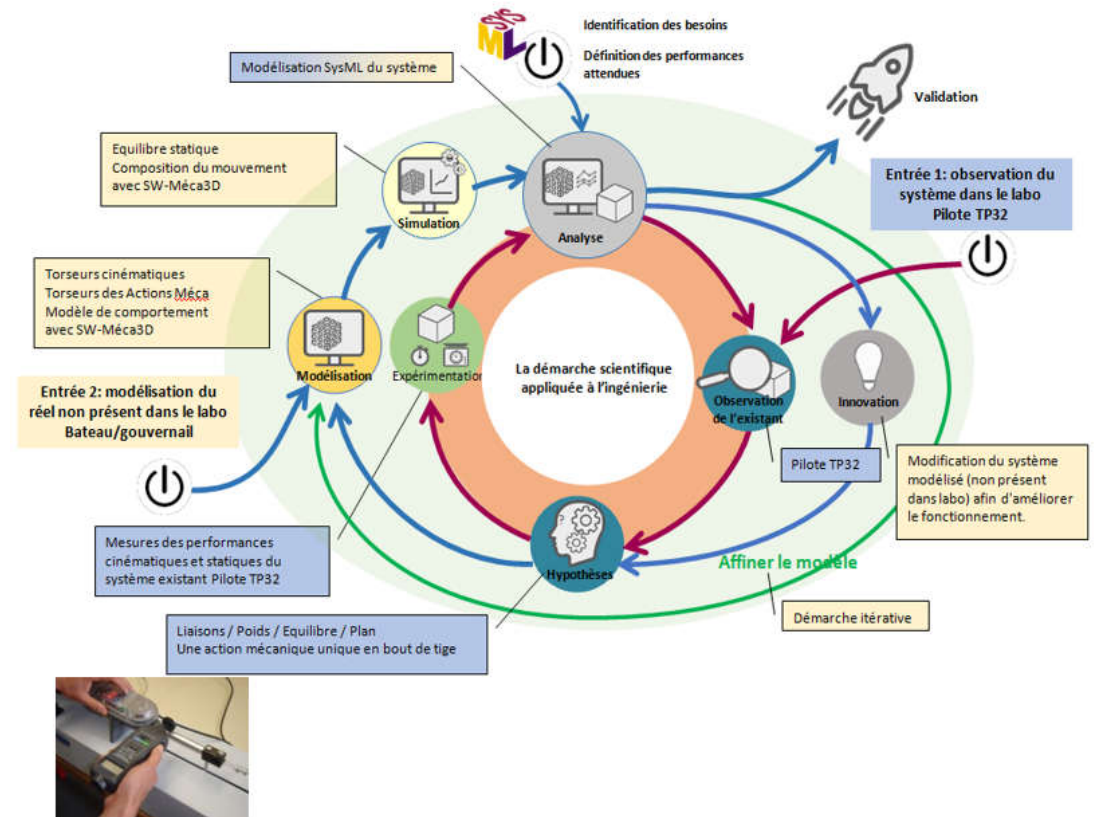 SYS
ML
Identification des besoins
Définition des performances
attendues
Modélisation SysML du système
Validation
Equilibre statique
Composition du mouvement
avec SW-Méca3D
Simulation
Analyse
Entrée 1: observation du
système dans le labo
Pilote TP32
Torseurs cinématiques
Torseurs des Actions Méca
Modèle de comportement
avec SW-Méca3D
Modélisation
Expérimentation
La démarche scientifique
appliquée à l'ingénierie
Observation
de l'existant
Innovation
Entrée 2: modélisation du
réel non présent dans le labo
Bateau/gouvernail
Pilote TP32
Modification du système
modélisé (non présent
dans labo) afin d'améliorer
le fonctionnement.
Mesures des performances
cinématiques et statiques du
système existant Pilote TP32
Hypothèses
Affiner le modèle
Démarche itérative
Liaisons / Poids / Equilibre / Plan
Une action mécanique unique en bout de tige